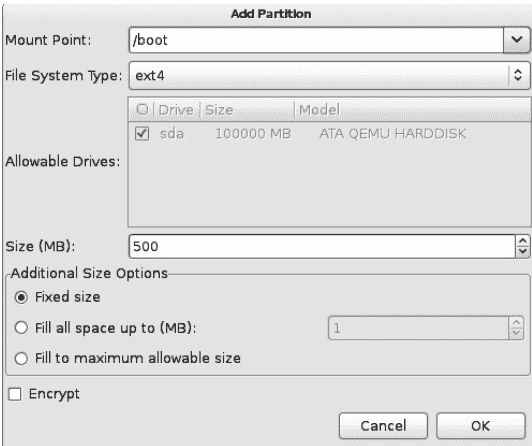 Add Partition
Mount Point: /boot
File System Type: ext4
O Drive Size Model
sda 100000 MB ATA QEMU HARDDISK
Allowable Drives:
Size (MB): 500
Additional Size Options
Fixed size
Fill all space up to (MB): 1
Fill to maximum allowable size
Encrypt
Cancel OK